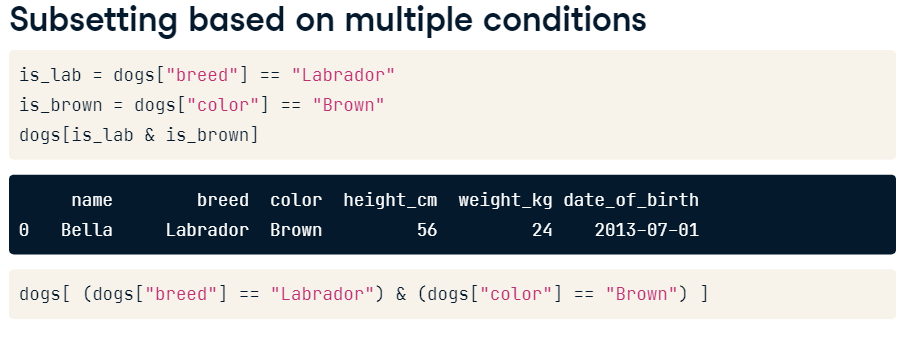 Subsetting based on multiple conditions
is_lab = dogs["breed"] == "Labrador"
is_brown = dogs["color"] == "Brown"
dogs[is_lab & is_brown]
name breed color height_cm weight_kg date_of_birth
0 Bella Labrador Brown 56 24 2013-07-01
dogs[ (dogs["breed"] == "Labrador") & (dogs["color"] == "Brown") ]